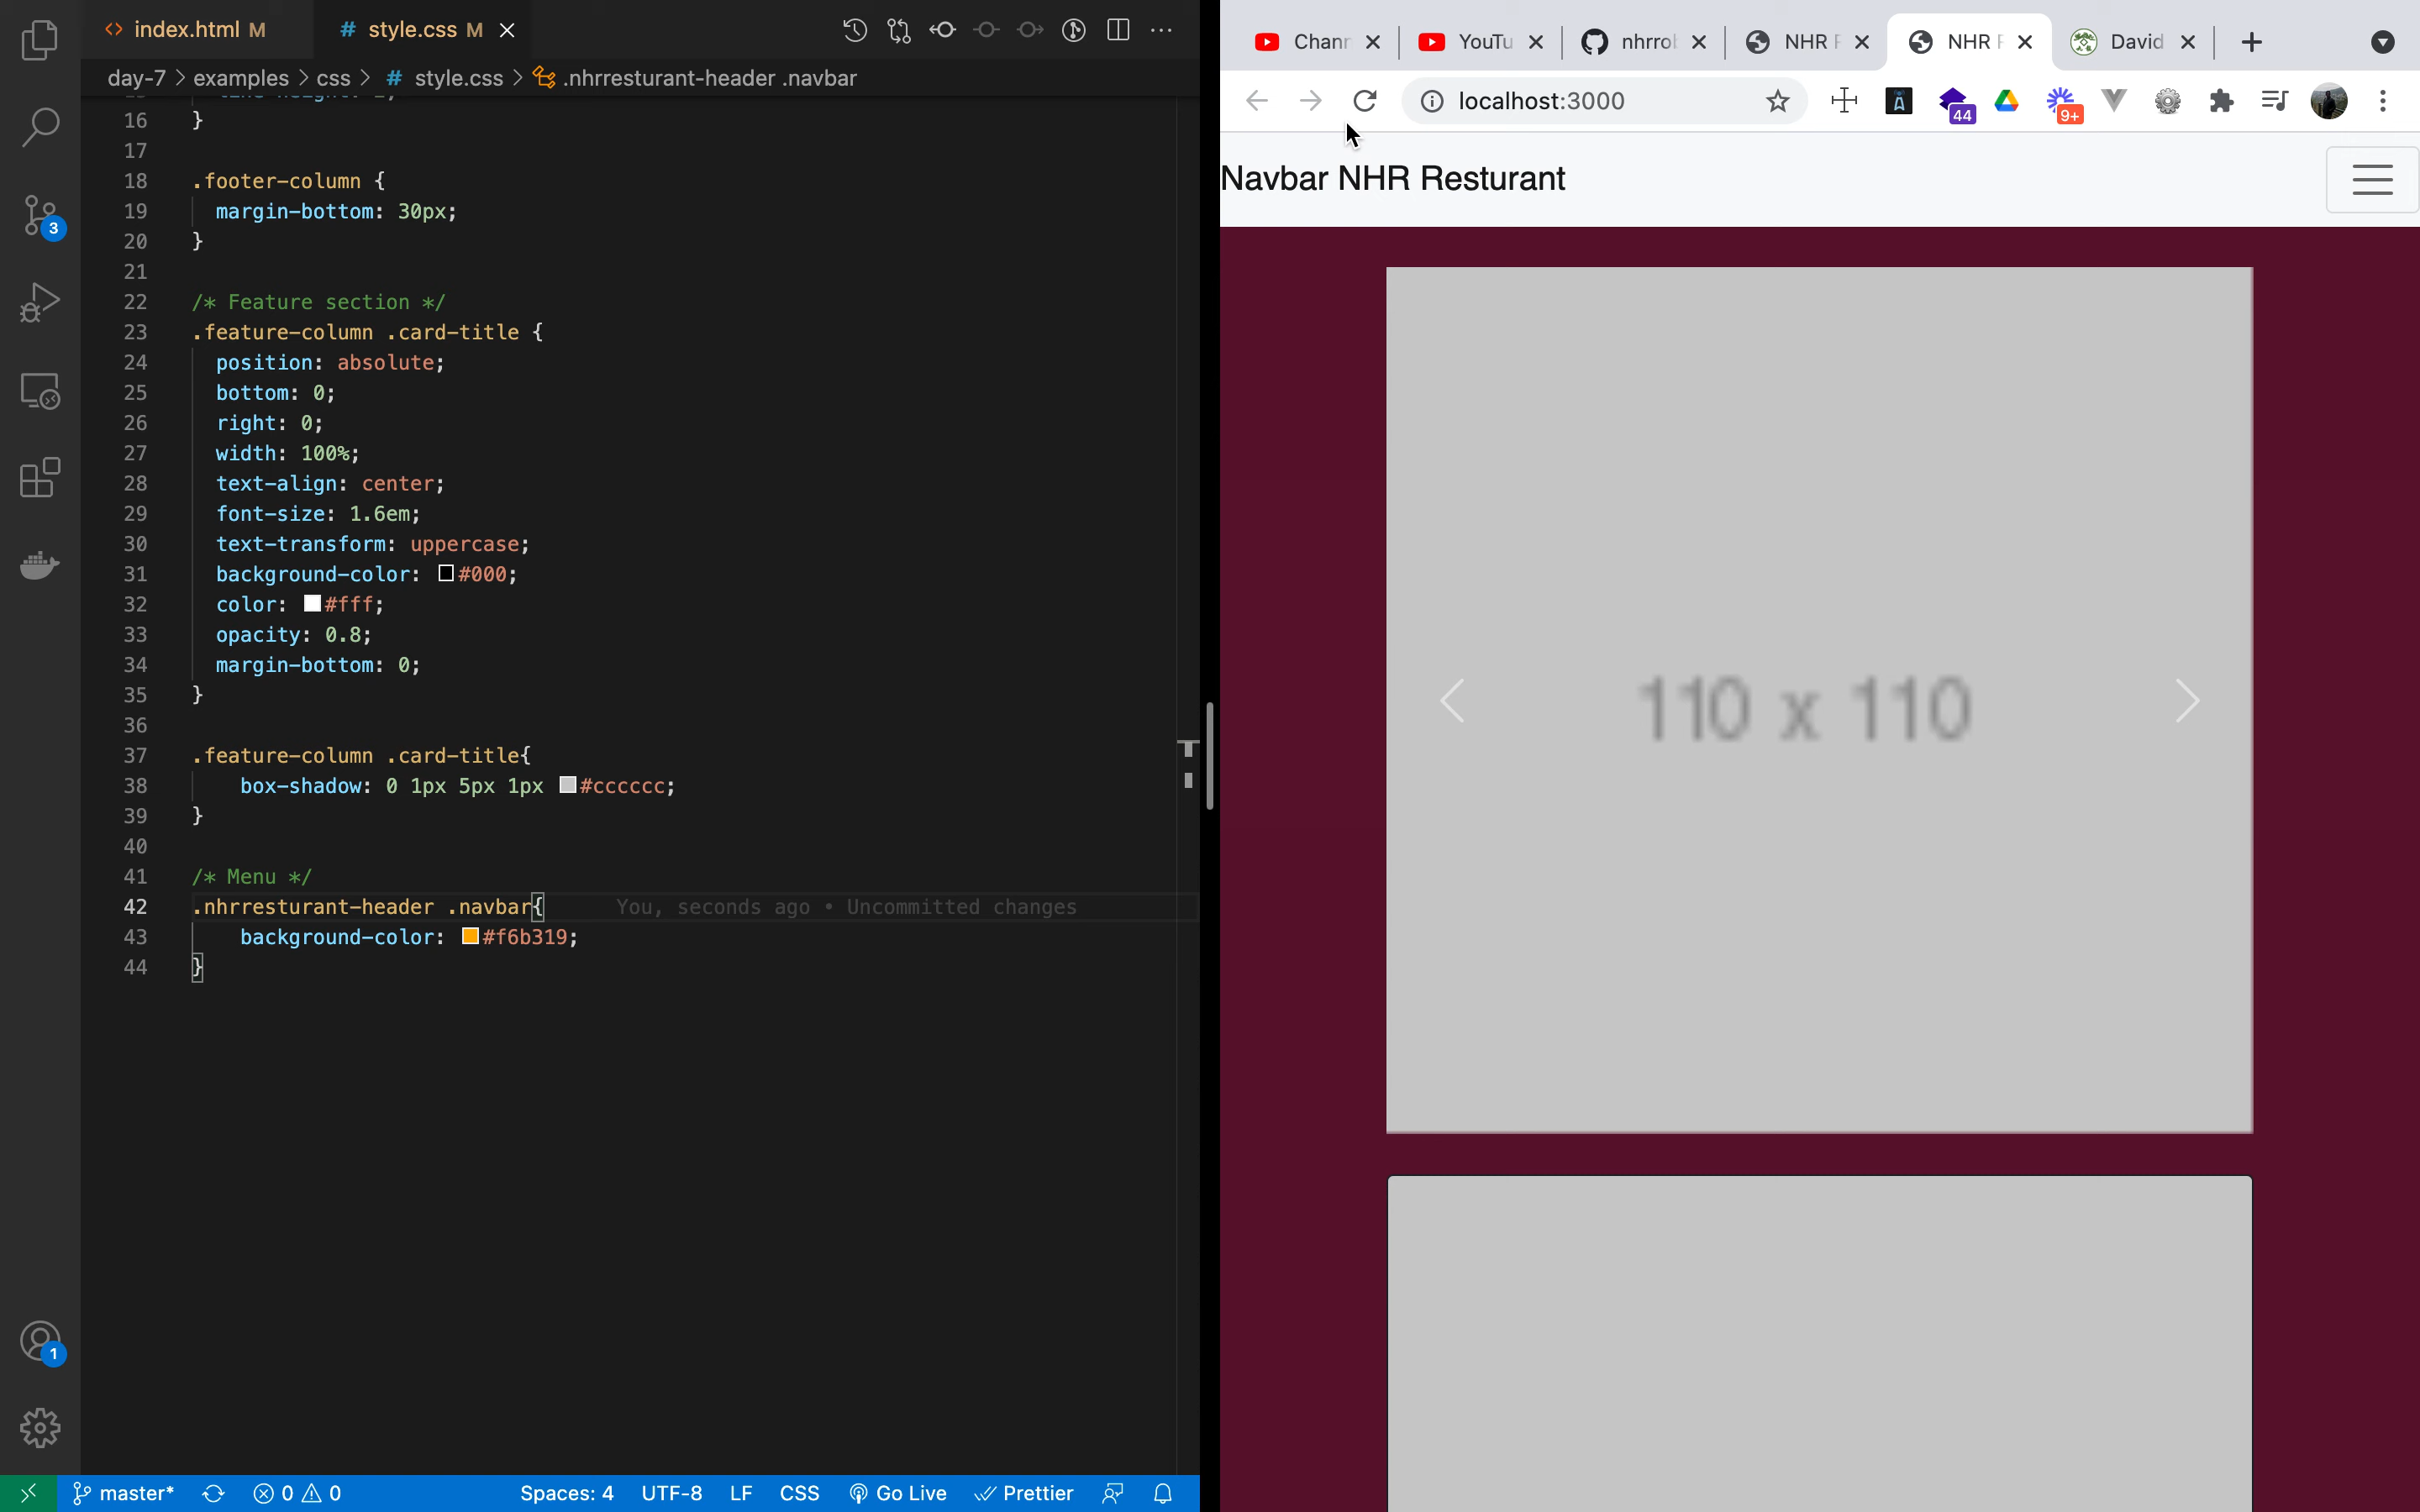 index.html M
# style.css M
day-7 > examples > css > # style.css > .nhrresturant-header .navbar
16 }
17
18 .footer-column {
19 margin-bottom: 30px;
20 }
21
22 /* Feature section */
23 .feature-column .card-title {
24 position: absolute;
25 bottom: 0;
26 right: 0;
27 width: 100%;
28 text-align: center;
29 font-size: 1.6em;
30 text-transform: uppercase;
31 background-color: #000;
32 color: #fff;
33 opacity: 0.8;
34 margin-bottom: 0;
35 }
36
37 .feature-column .card-title{
38 box-shadow: 0 1px 5px 1px #cccccc;
39 }
40
41 /* Menu */
42 .nhrresturant-header .navbar{ You, seconds ago • Uncommitted changes
43 background-color: #f6b319;
44 }
3
1
master* 0 0 Spaces: 4 UTF-8 LF CSS Go Live Prettier
Chann YouTu nhrrol NHR NHR David
localhost:3000
44
9+
Navbar NHR Resturant
110 x 110